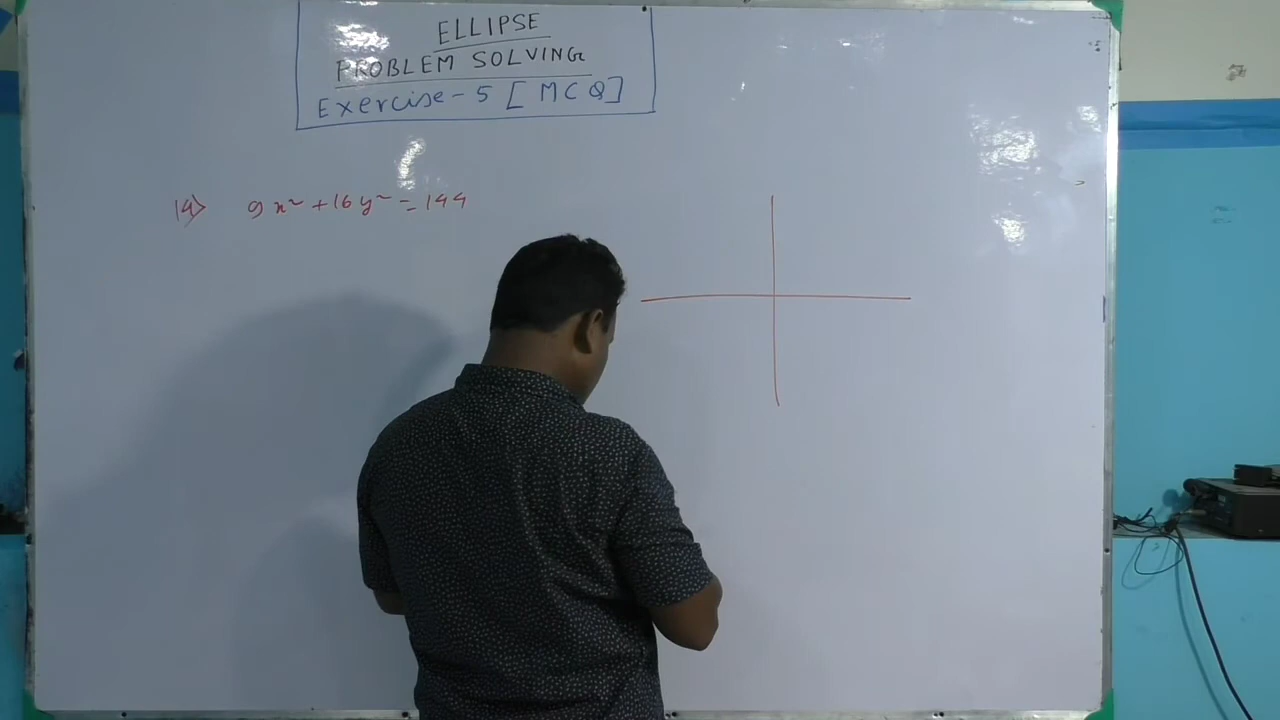 ELLIPSE
PROBLEM SOLVING
Exercise-5 [MCQ]
14> 9x² + 16y² = 144